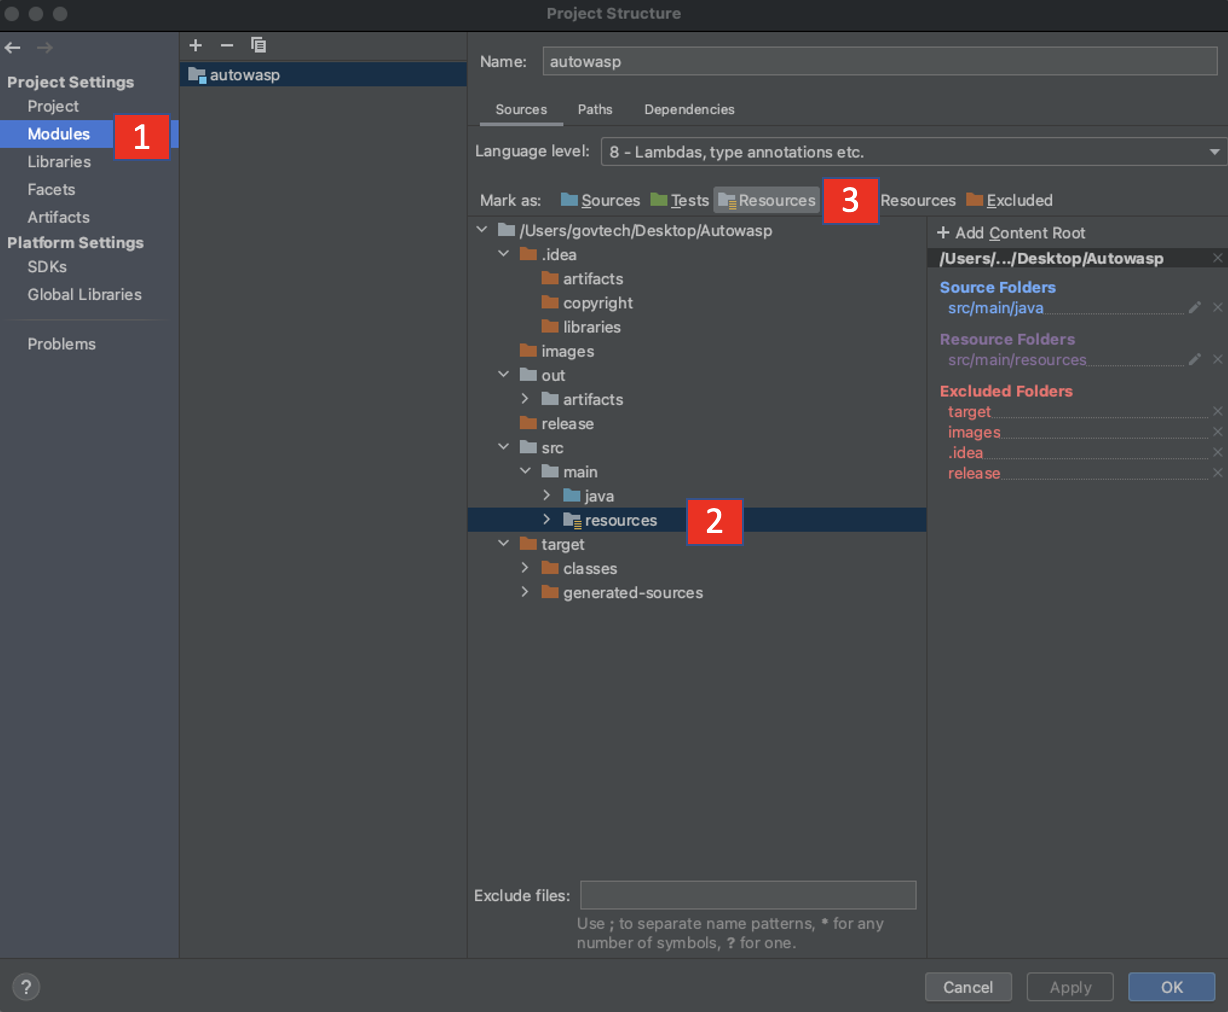 Project Structure
Project Settings
Project
Modules
1
Libraries
Facets
Artifacts
Platform Settings
SDKs
Global Libraries
Problems
autowasp
Name: autowasp
Sources Paths Dependencies
Language level: 8 - Lambdas, type annotations etc.
Mark as: Sources Tests Resources 3 Resources Excluded
/Users/govtech/Desktop/Autowasp
.idea
artifacts
copyright
libraries
images
out
artifacts
release
src
main
java
resources 2
target
classes
generated-sources
+ Add Content Root
/Users/.../Desktop/Autowasp
Source Folders
src/main/java
Resource Folders
src/main/resources
Excluded Folders
target
images
.idea
release
Exclude files:
Use ; to separate name patterns, * for any
number of symbols, ? for one.
? Cancel Apply OK